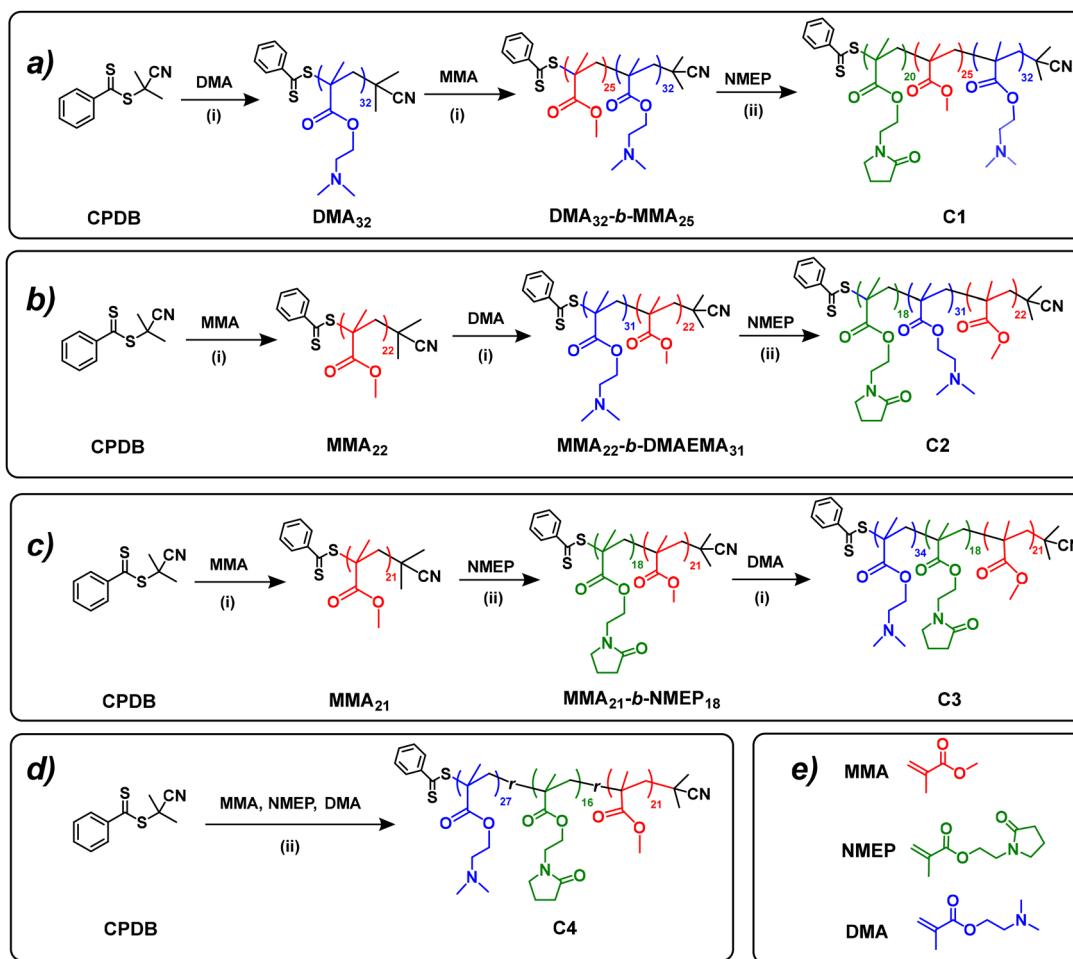 a)
S
CN
S
CPDB
DMA
(i)
S
S
32
CN
O
O
N
DMA32
MMA
(i)
S
S
25
32
CN
O
O
O
O
N
DMA32-b-MMA25
NMEP
(ii)
S
S
20
25
32
CN
O
O
O
O
O
O
N
O
N
C1
b)
S
CN
S
CPDB
MMA
(i)
S
S
22
CN
O
O
MMA22
DMA
(i)
S
S
31
22
CN
O
O
O
O
N
MMA22-b-DMAEMA31
NMEP
(ii)
S
S
18
31
22
CN
O
O
O
O
O
O
N
O
N
C2
c)
S
CN
S
CPDB
MMA
(i)
S
S
21
CN
O
O
MMA21
NMEP
(ii)
S
S
18
21
CN
O
O
O
O
N
O
MMA21-b-NMEP18
DMA
(i)
S
S
34
18
21
CN
O
O
O
O
O
O
N
N
O
C3
d)
S
CN
S
CPDB
MMA, NMEP, DMA
(ii)
S
S
27
r
16
r
21
CN
O
O
O
O
O
O
N
N
O
C4
e)
MMA
O
O
NMEP
O
O
N
O
DMA
O
O
N